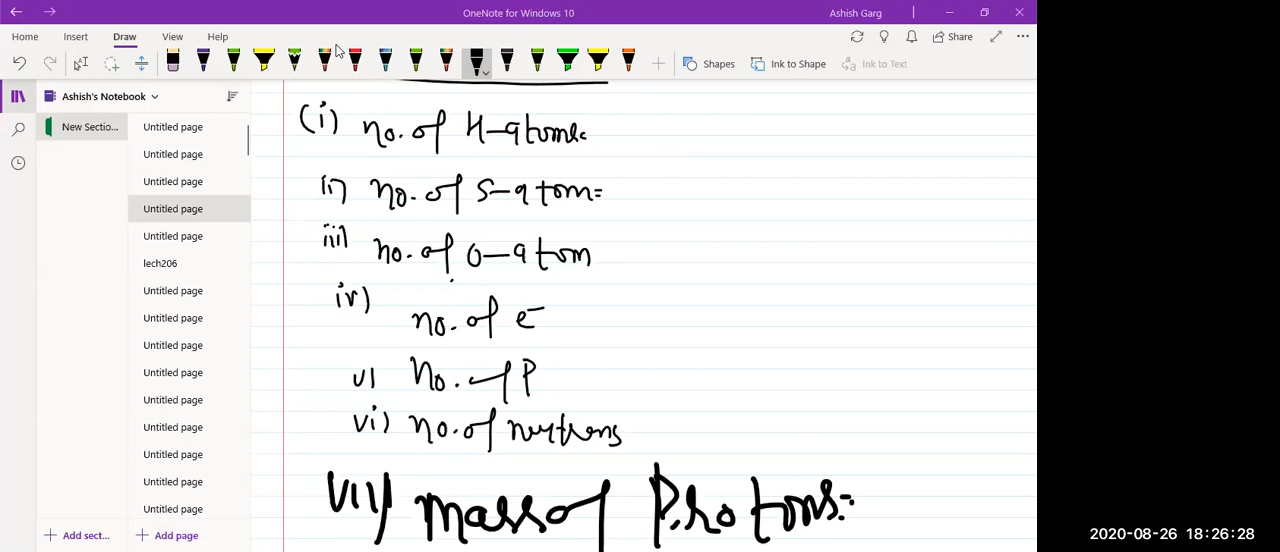 OneNote for Windows 10
Ashish Garg
Home Insert Draw View Help
Share
Shapes Ink to Shape Ink to Text
Ashish's Notebook
New Sectio...
Untitled page
Untitled page
Untitled page
Untitled page
Untitled page
lech206
Untitled page
Untitled page
Untitled page
Untitled page
Untitled page
Untitled page
Untitled page
Untitled page
Untitled page
Add sect...
Add page
(i) no. of H-atoms
ii) no. of S-atom=
iii) no. of O-atom
iv) no. of e-
v) No. of P
vi) no. of neutrons
vii) mass of Protons=
2020-08-26 18:26:28